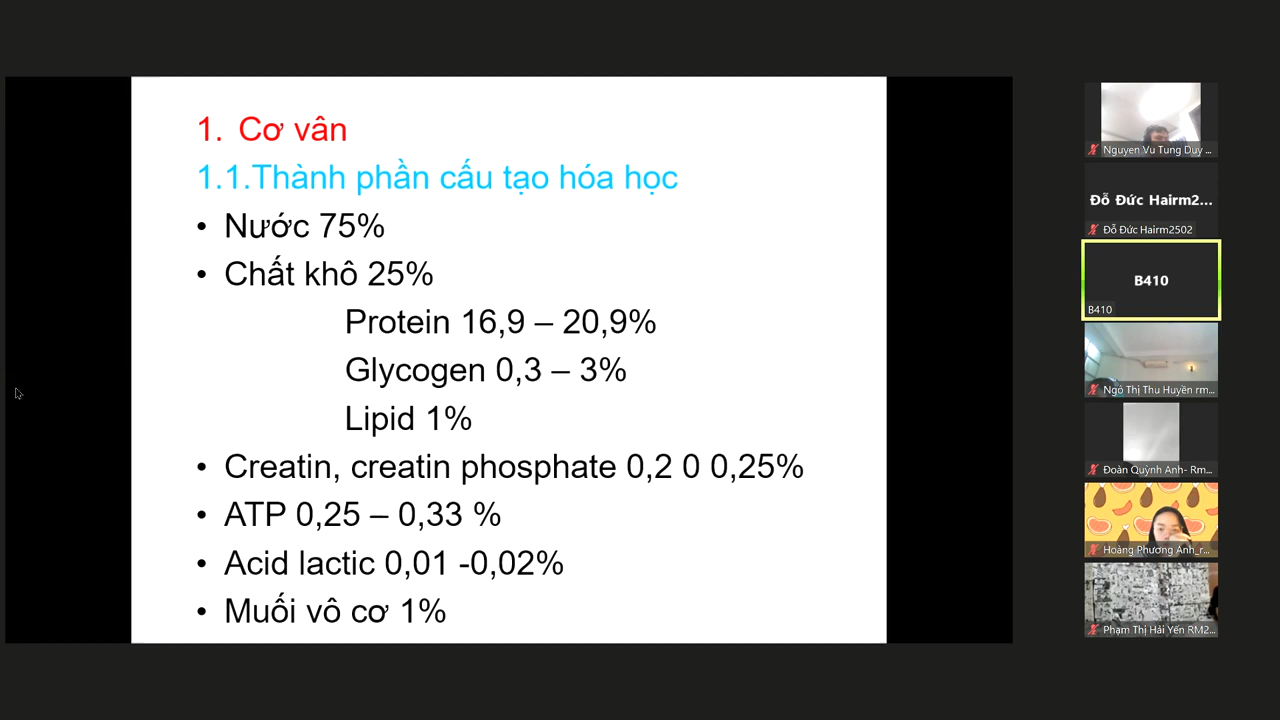 1. Cơ vân
1.1.Thành phần cấu tạo hóa học
• Nước 75%
• Chất khô 25%
Protein 16,9 – 20,9%
Glycogen 0,3 – 3%
Lipid 1%
• Creatin, creatin phosphate 0,2 0 0,25%
• ATP 0,25 – 0,33 %
• Acid lactic 0,01 -0,02%
• Muối vô cơ 1%
Nguyen Vu Tung Duy ...
Đỗ Đức Hairm2...
Đỗ Đức Hairm2502
B410
B410
Ngô Thị Thu Huyền rm...
Đoàn Quỳnh Anh- Rm...
Hoàng Phương Anh_r...
Phạm Thị Hải Yến RM2...